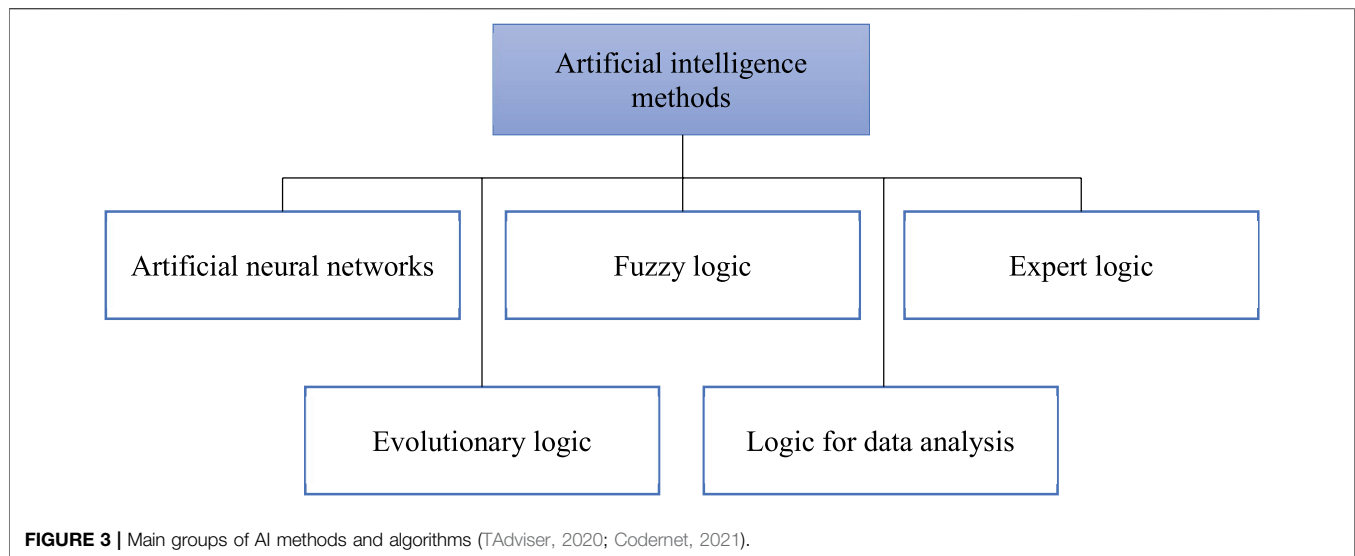 Artificial intelligence
methods
Artificial neural networks
Fuzzy logic
Expert logic
Evolutionary logic
Logic for data analysis
FIGURE 3 | Main groups of AI methods and algorithms (TAdviser, 2020; Codernet, 2021).